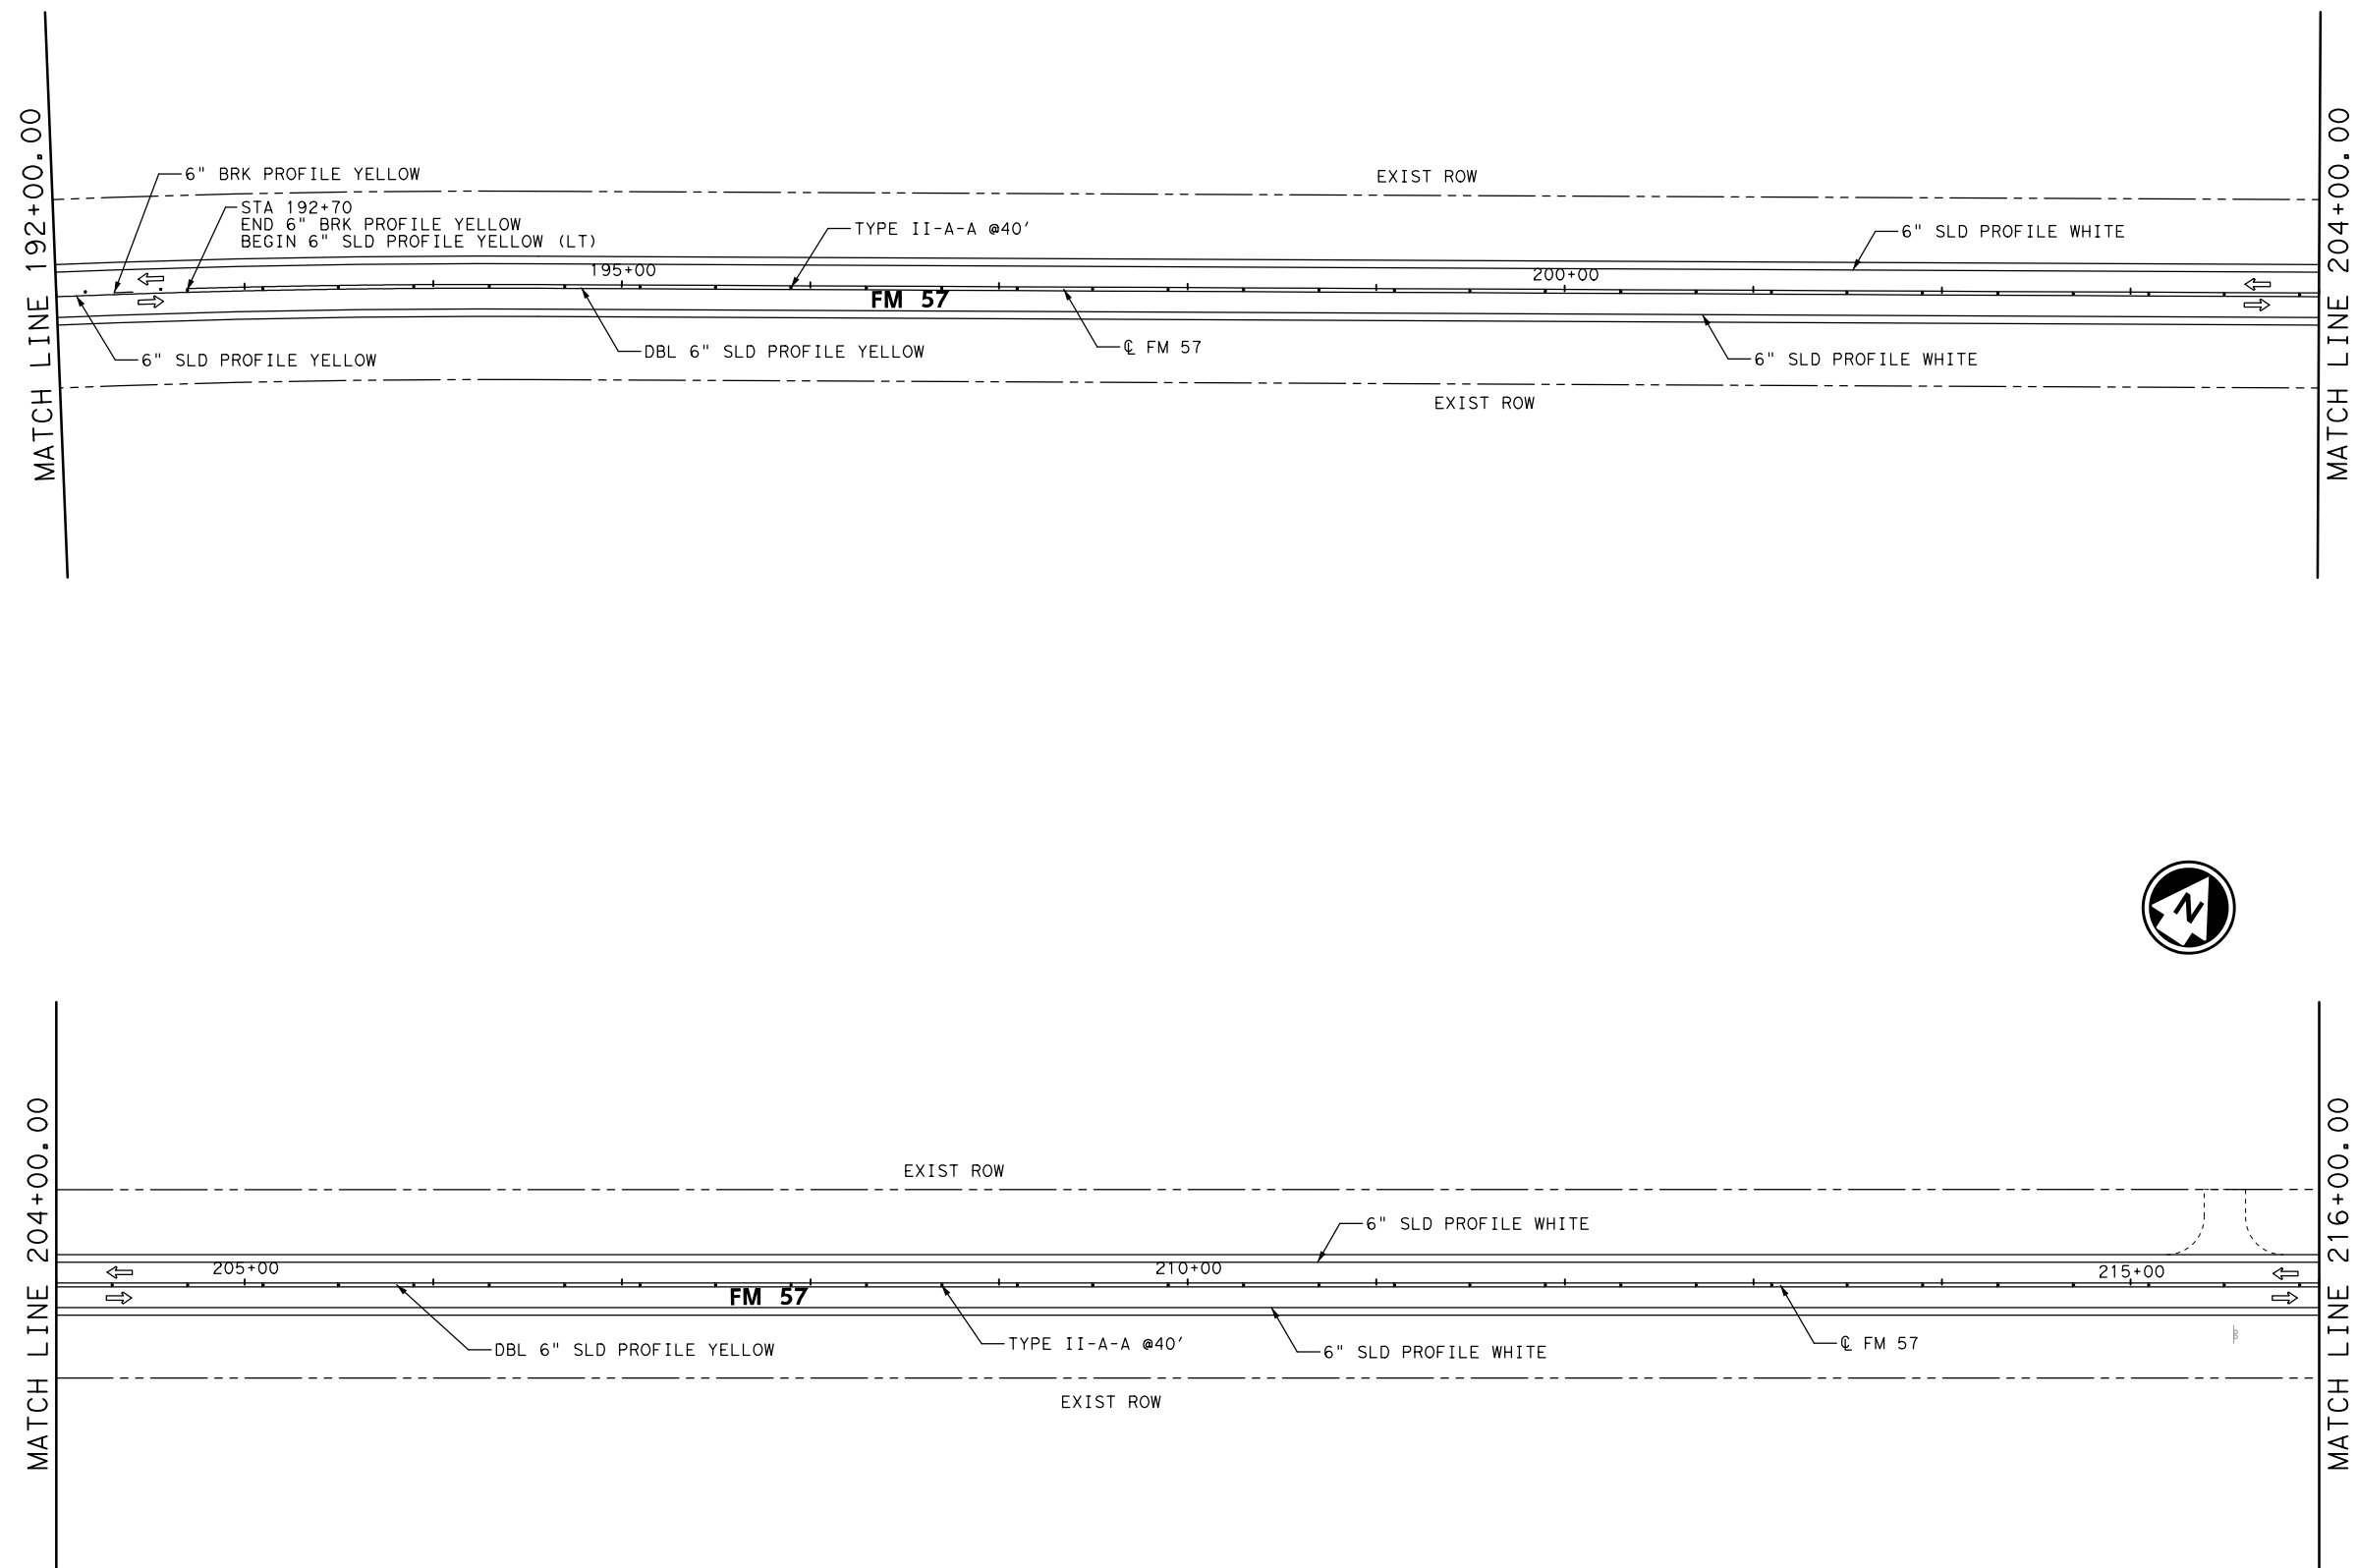 MATCH LINE 192+00.00
6" BRK PROFILE YELLOW
STA 192+70
END 6" BRK PROFILE YELLOW
BEGIN 6" SLD PROFILE YELLOW (LT)
6" SLD PROFILE YELLOW
195+00
TYPE II-A-A @40'
FM 57
DBL 6" SLD PROFILE YELLOW
℄ FM 57
EXIST ROW
200+00
6" SLD PROFILE WHITE
6" SLD PROFILE WHITE
EXIST ROW
MATCH LINE 204+00.00
N
MATCH LINE 204+00.00
EXIST ROW
6" SLD PROFILE WHITE
205+00
210+00
215+00
FM 57
DBL 6" SLD PROFILE YELLOW
TYPE II-A-A @40'
6" SLD PROFILE WHITE
℄ FM 57
EXIST ROW
MATCH LINE 216+00.00